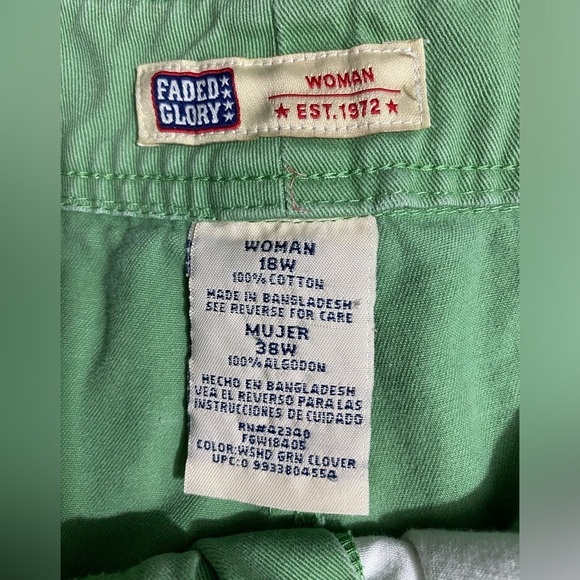 FADED
GLORY
WOMAN
EST. 1972
WOMAN
18W
100% COTTON
MADE IN BANGLADESH
SEE REVERSE FOR CARE
MUJER
38W
100% ALGODON
HECHO EN BANGLADESH
VEA EL REVERSO PARA LAS
INSTRUCCIONES DE CUIDADO
RN#42340
FGW18405
COLOR: WSHD GRN CLOVER
UPC: 0 9933804554